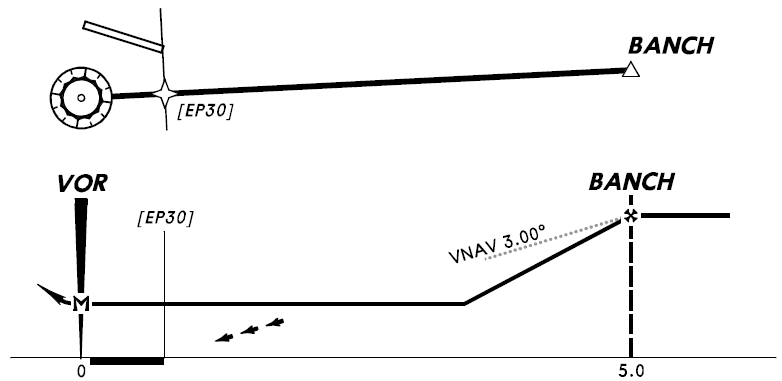 BANCH
[EP30]
VOR
BANCH
[EP30]
VNAV 3.00°
M
0
5.0